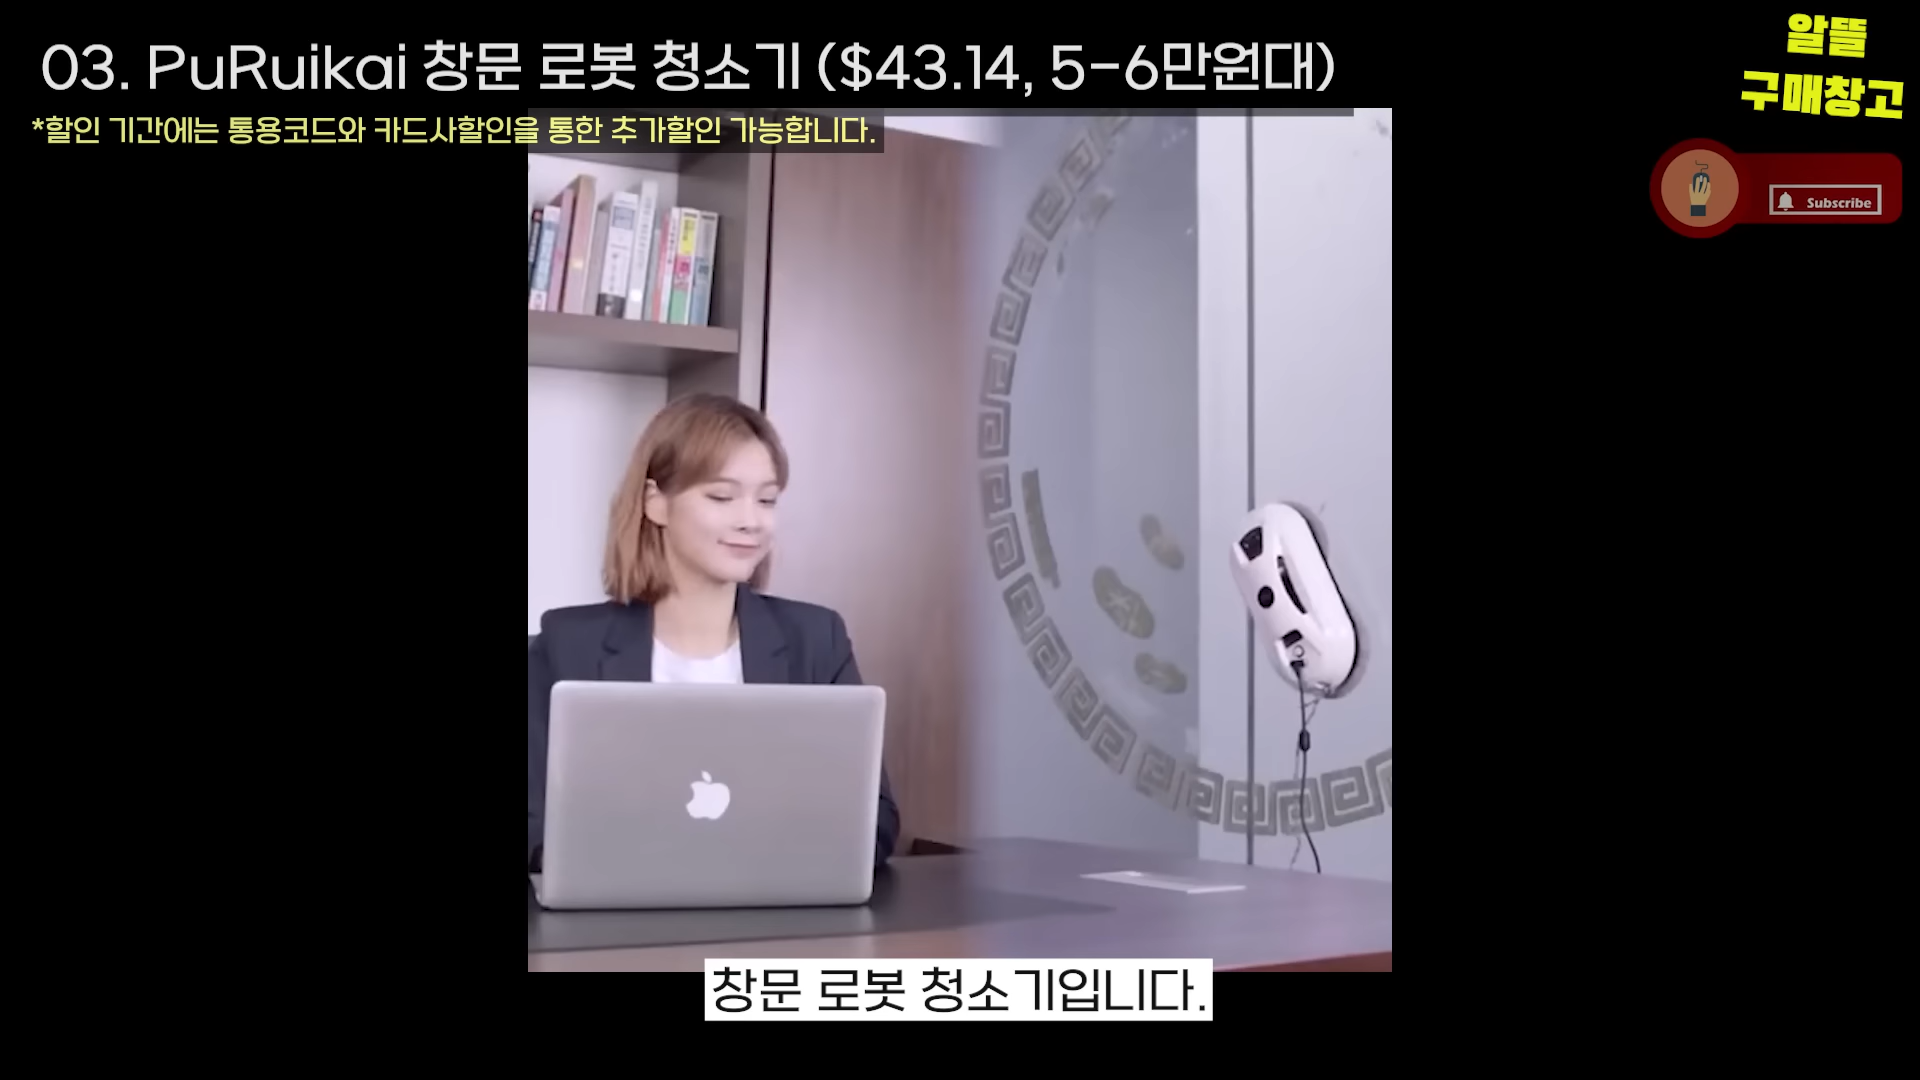 03. PuRuikai 창문 로봇 청소기 ($43.14, 5-6만원대)
*할인 기간에는 통용코드와 카드사할인을 통한 추가할인 가능합니다.
알뜰
구매창고
Subscribe
창문 로봇 청소기입니다.